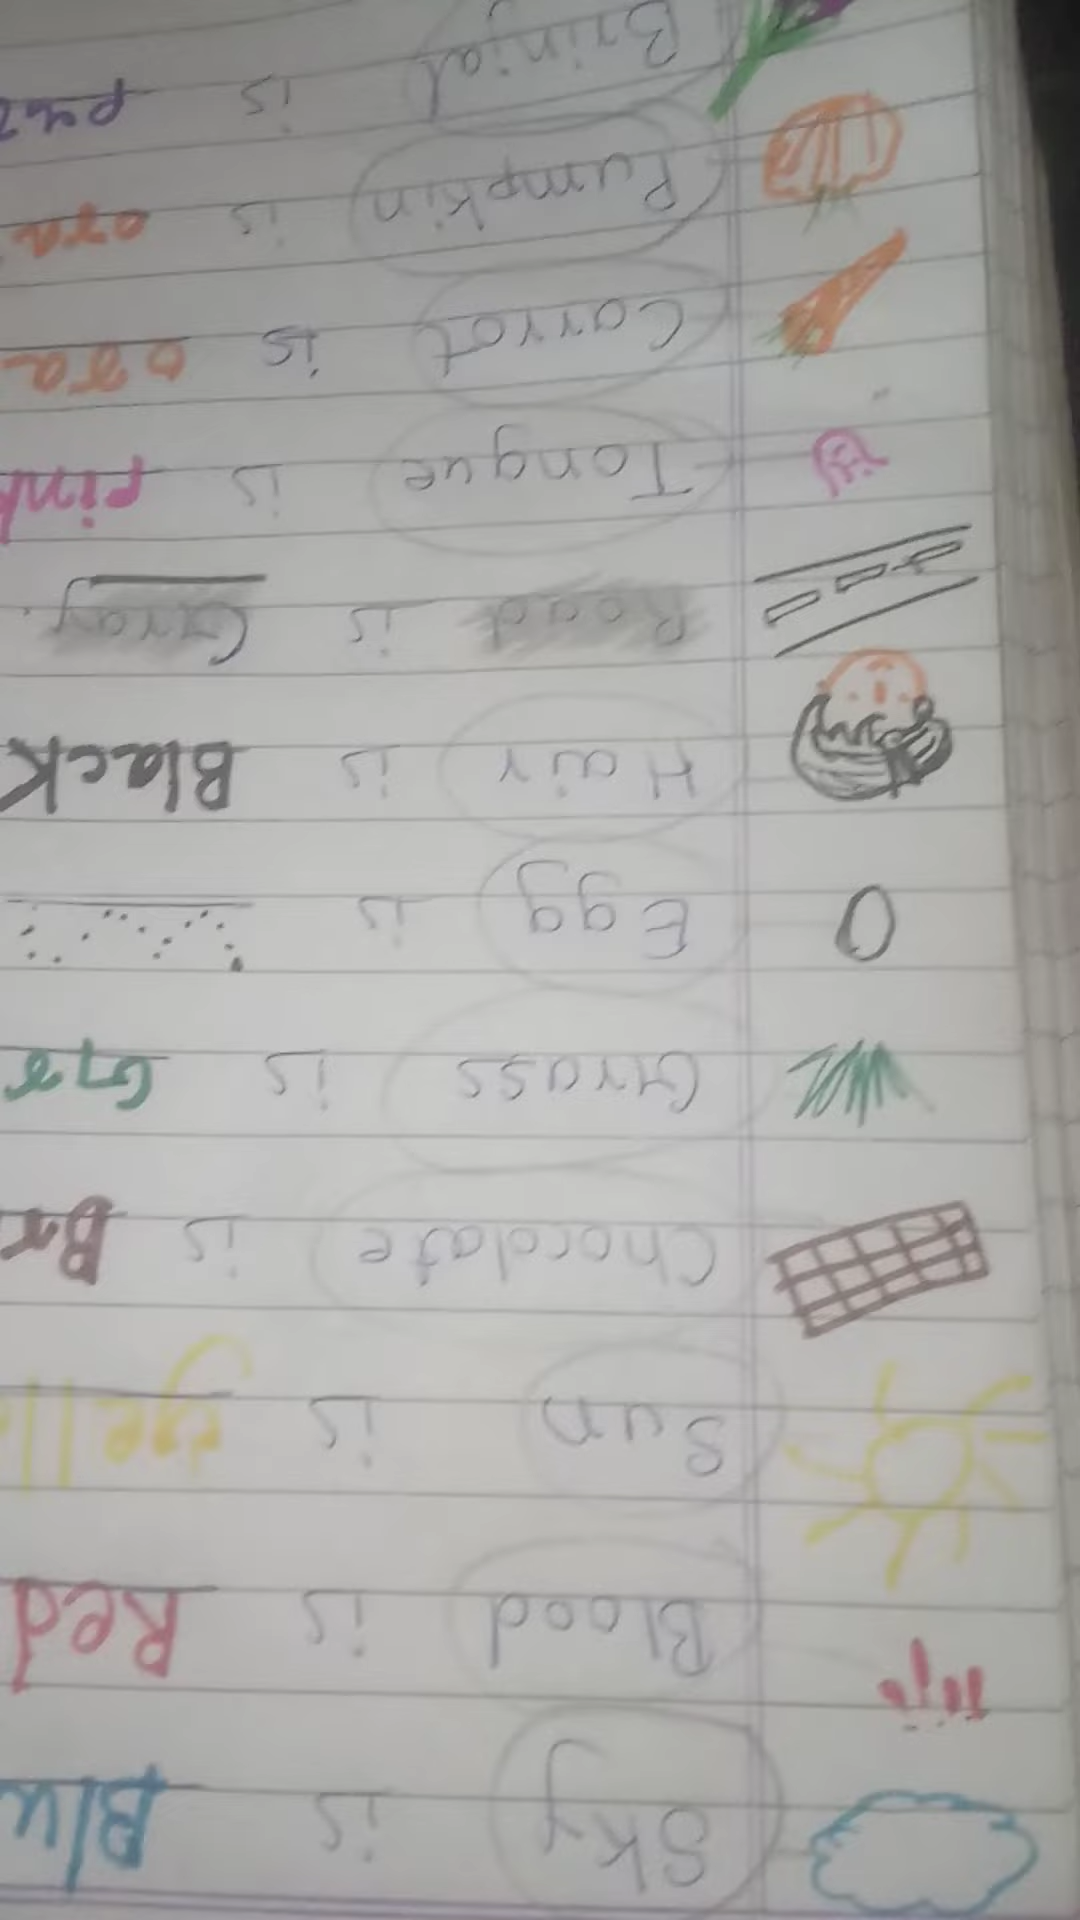 Sky is Blu
Blood is Red
Sun is yell
Chocolate is Br
Grass is Gre
Egg is
Hair is Black
Road is Gray.
Tongue is pink
Carrot is ora
Pumpkin is ora
Brinjal is pur